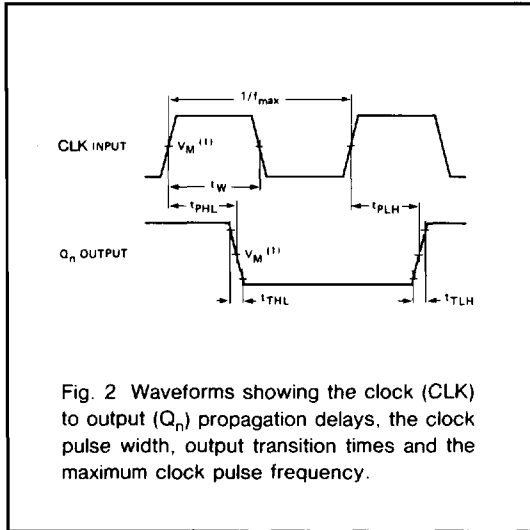 1/fmax
CLK INPUT
VM (1)
tW
tPHL
tPLH
Qn OUTPUT
VM (1)
tTHL
tTLH
Fig. 2 Waveforms showing the clock (CLK)
to output (Qn) propagation delays, the clock
pulse width, output transition times and the
maximum clock pulse frequency.